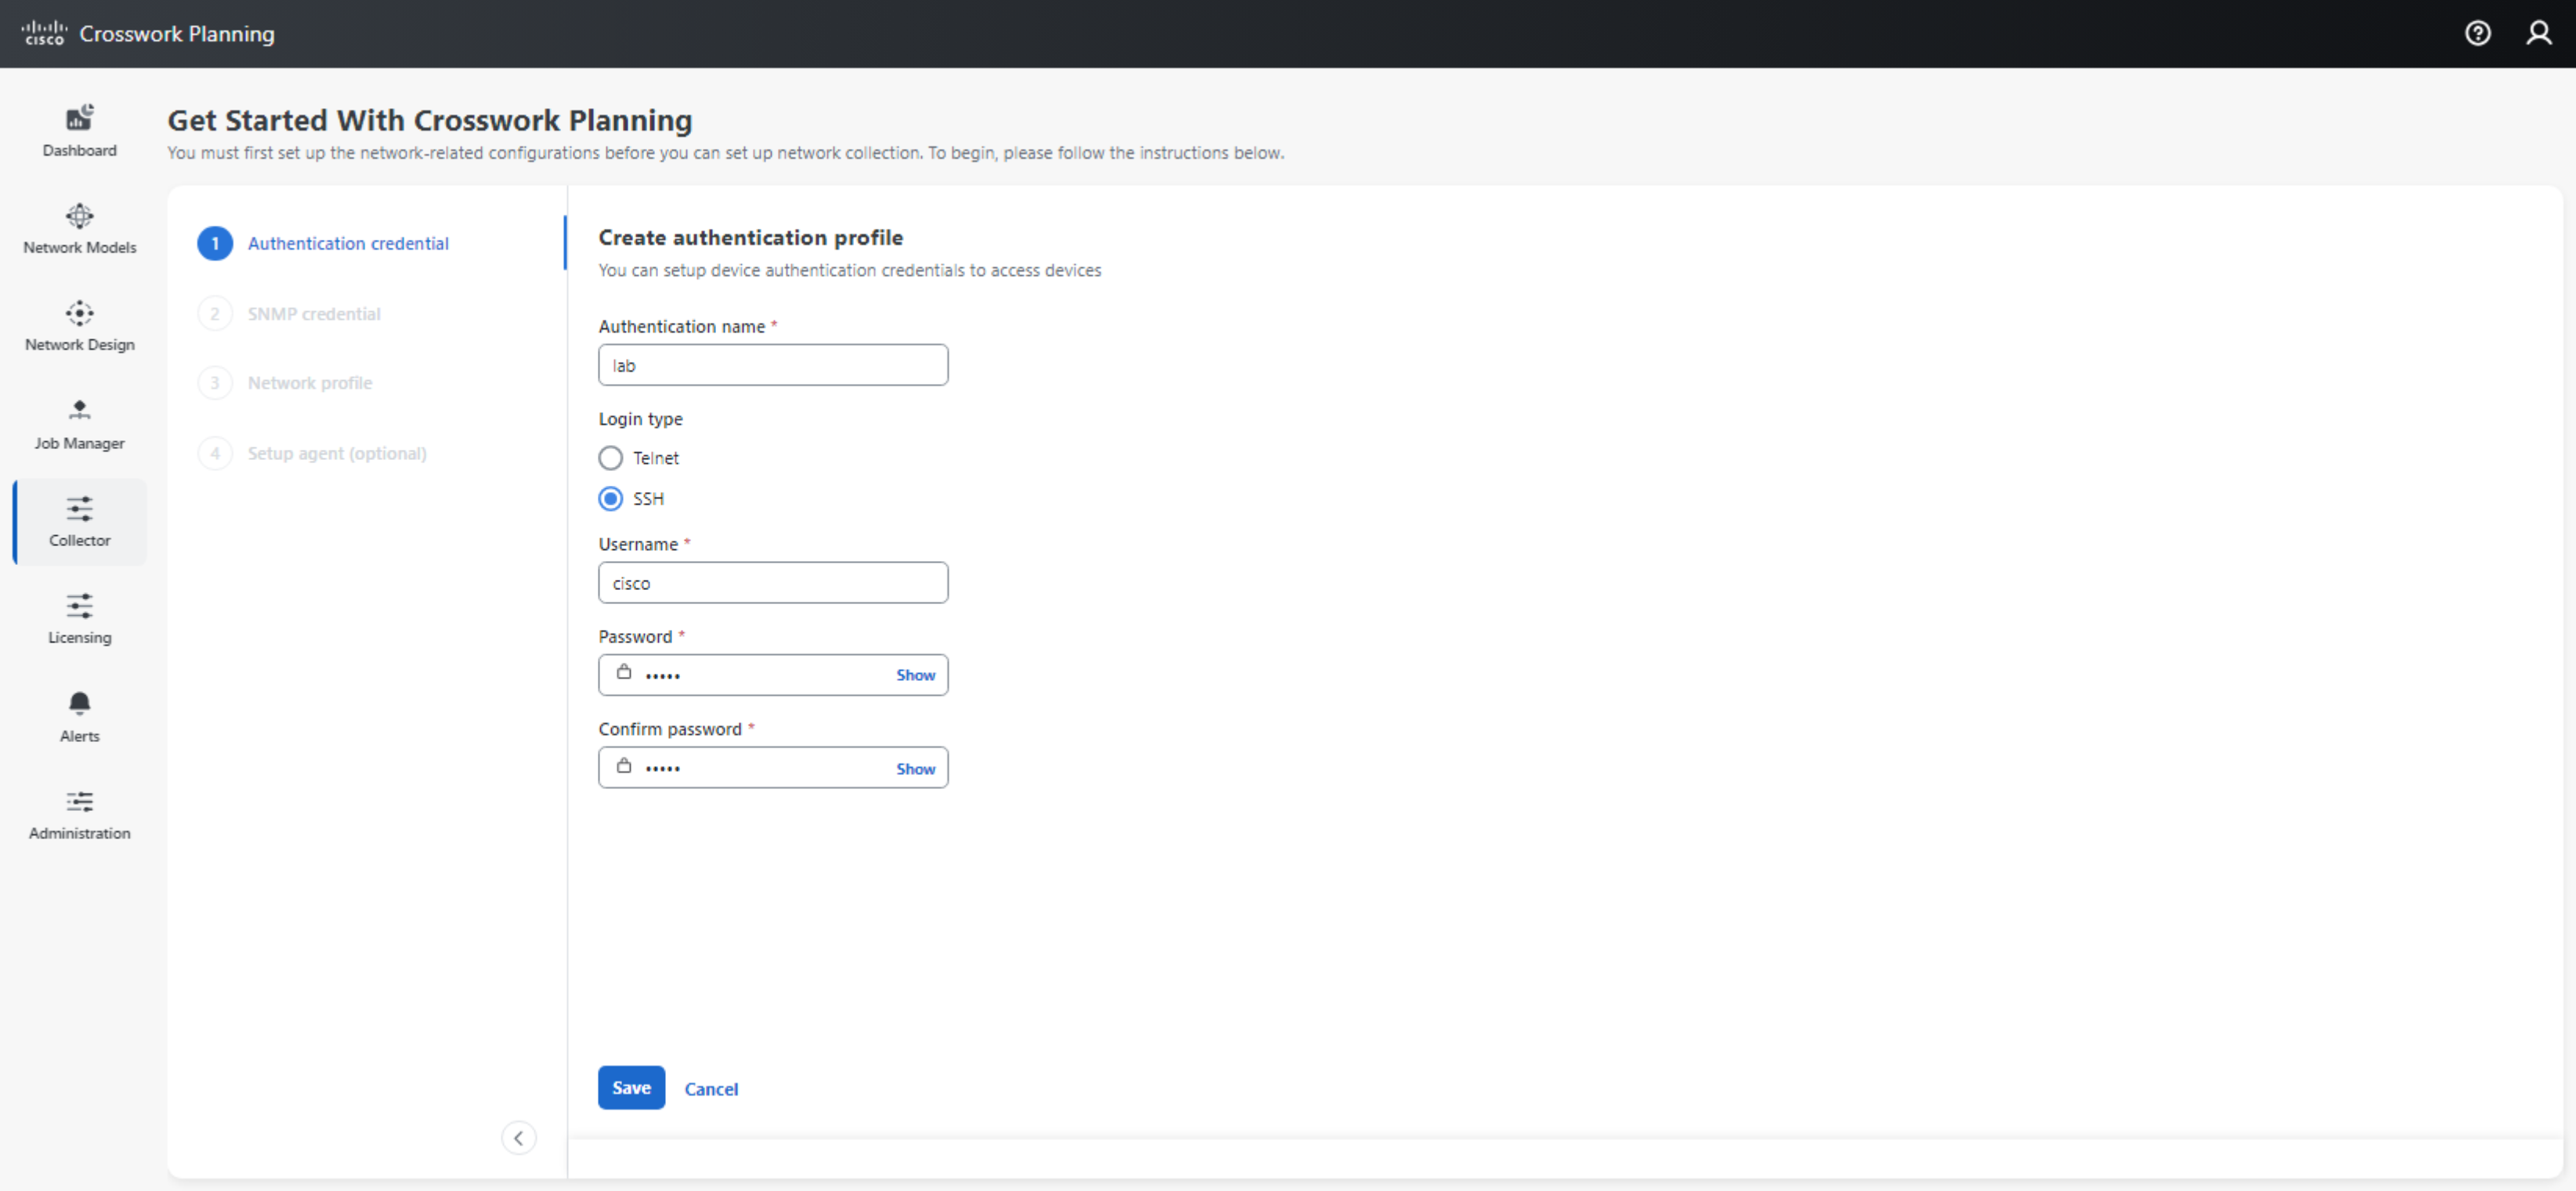 cisco Crosswork Planning
Get Started With Crosswork Planning
You must first set up the network-related configurations before you can set up network collection. To begin, please follow the instructions below.
Dashboard
Network Models
Network Design
Job Manager
Collector
Licensing
Alerts
Administration
1 Authentication credential
2 SNMP credential
3 Network profile
4 Setup agent (optional)
Create authentication profile
You can setup device authentication credentials to access devices
Authentication name *
lab
Login type
Telnet
SSH
Username *
cisco
Password *
••••• Show
Confirm password *
••••• Show
Save Cancel